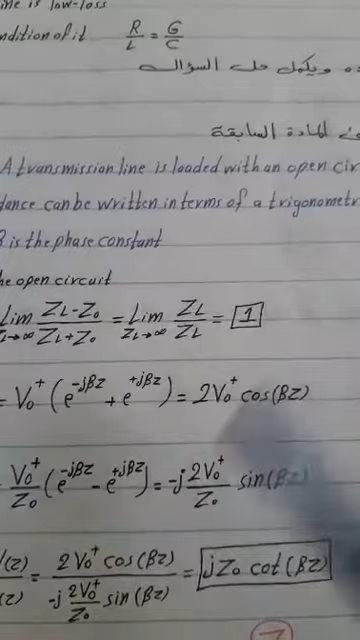 line is low-loss
condition of it R/L = G/C
ويكمل حل السؤال
المادة السابقة
A transmission line is loaded with an open cir
dance can be written in terms of a trigonometr
B is the phase constant
he open circuit
Lim ZL→∞ (ZL-Z0)/(ZL+Z0) = Lim ZL→∞ ZL/ZL = 1
= V0⁺ (e^-jβz + e^+jβz) = 2V0⁺ cos(βz)
V0⁺/Z0 (e^-jβz - e^+jβz) = -j 2V0⁺/Z0 sin(βz)
(z)/(z) = 2V0⁺ cos(βz) / -j 2V0⁺/Z0 sin(βz) = jZ0 cot(βz)